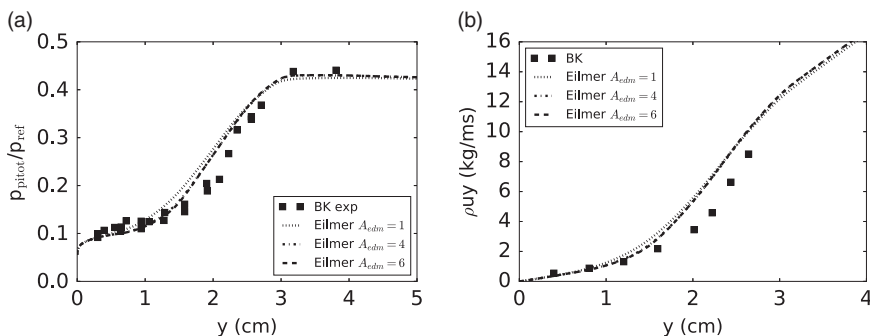 (a)
0.5
0.4
0.3
0.2
0.1
0.0
p_pitot/p_ref
BK exp
Eilmer A_edm=1
Eilmer A_edm=4
Eilmer A_edm=6
0 1 2 3 4 5
y (cm)
(b)
16
14
12
10
8
6
4
2
0
ρuy (kg/ms)
BK
Eilmer A_edm=1
Eilmer A_edm=4
Eilmer A_edm=6
0 1 2 3 4
y (cm)